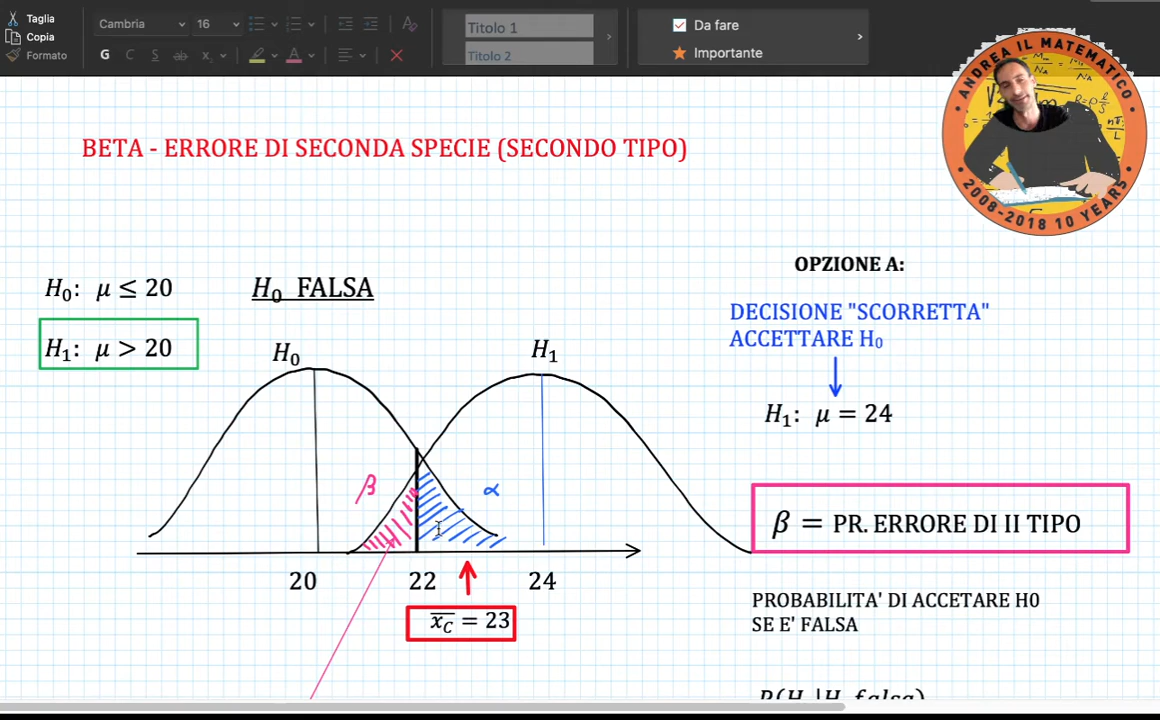 Taglia
Copia
Formato
Cambria
16
G C S ab x
A
Titolo 1
Titolo 2
Da fare
Importante
ANDREA IL MATEMATICO
2008-2018 10 YEARS
BETA - ERRORE DI SECONDA SPECIE (SECONDO TIPO)
H₀: μ ≤ 20
H₀ FALSA
H₁: μ > 20
H₀
H₁
β
α
20
22
24
x̄_C = 23
OPZIONE A:
DECISIONE "SCORRETTA"
ACCETTARE H₀
H₁: μ = 24
β = PR. ERRORE DI II TIPO
PROBABILITA' DI ACCETARE H0
SE E' FALSA